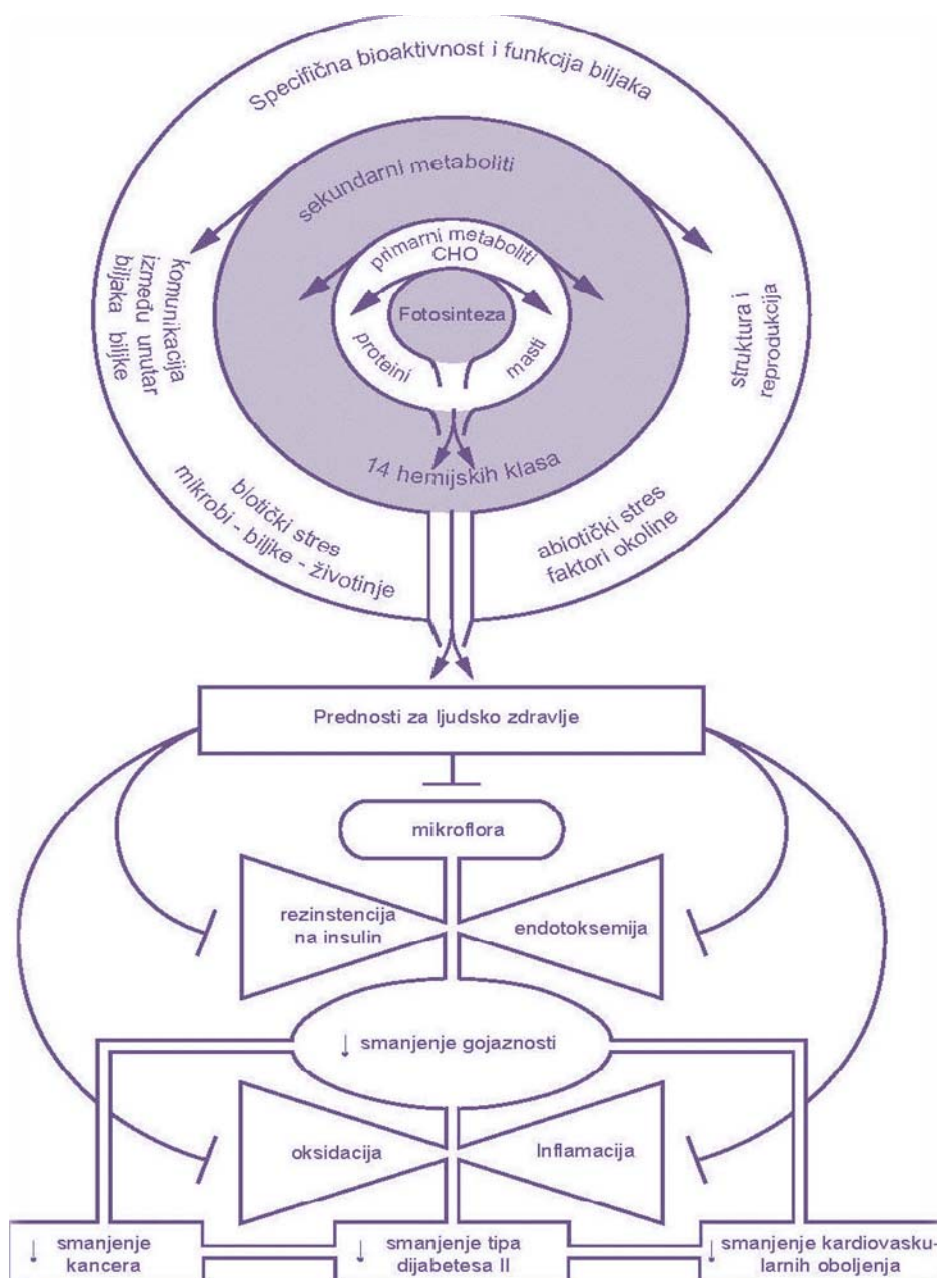 Specifična bioaktivnost i funkcija biljaka
sekundarni metaboliti
primarni metaboliti
CHO
Fotosinteza
proteini
masti
komunikacija
između unutar
biljaka biljke
struktura i
reprodukcija
14 hemijskih klasa
biotički stres
mikrobi - biljke - životinje
abiotički stres
faktori okoline
Prednosti za ljudsko zdravlje
mikroflora
rezinstencija
na insulin
endotoksemija
↓ smanjenje gojaznosti
oksidacija
Inflamacija
↓ smanjenje
kancera
↓ smanjenje tipa
dijabetesa II
↓ smanjenje kardiovasku-
larnih oboljenja